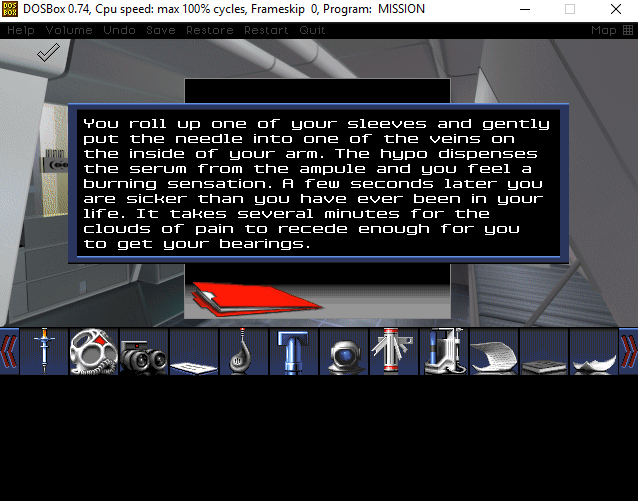 DOSBox 0.74, Cpu speed: max 100% cycles, Frameskip 0, Program: MISSION
Help Volume Undo Save Restore Restart Quit Map
You roll up one of your sleeves and gently
put the needle into one of the veins on
the inside of your arm. The hypo dispenses
the serum from the ampule and you feel a
burning sensation. A few seconds later you
are sicker than you have ever been in your
life. It takes several minutes for the
clouds of pain to recede enough for you
to get your bearings.